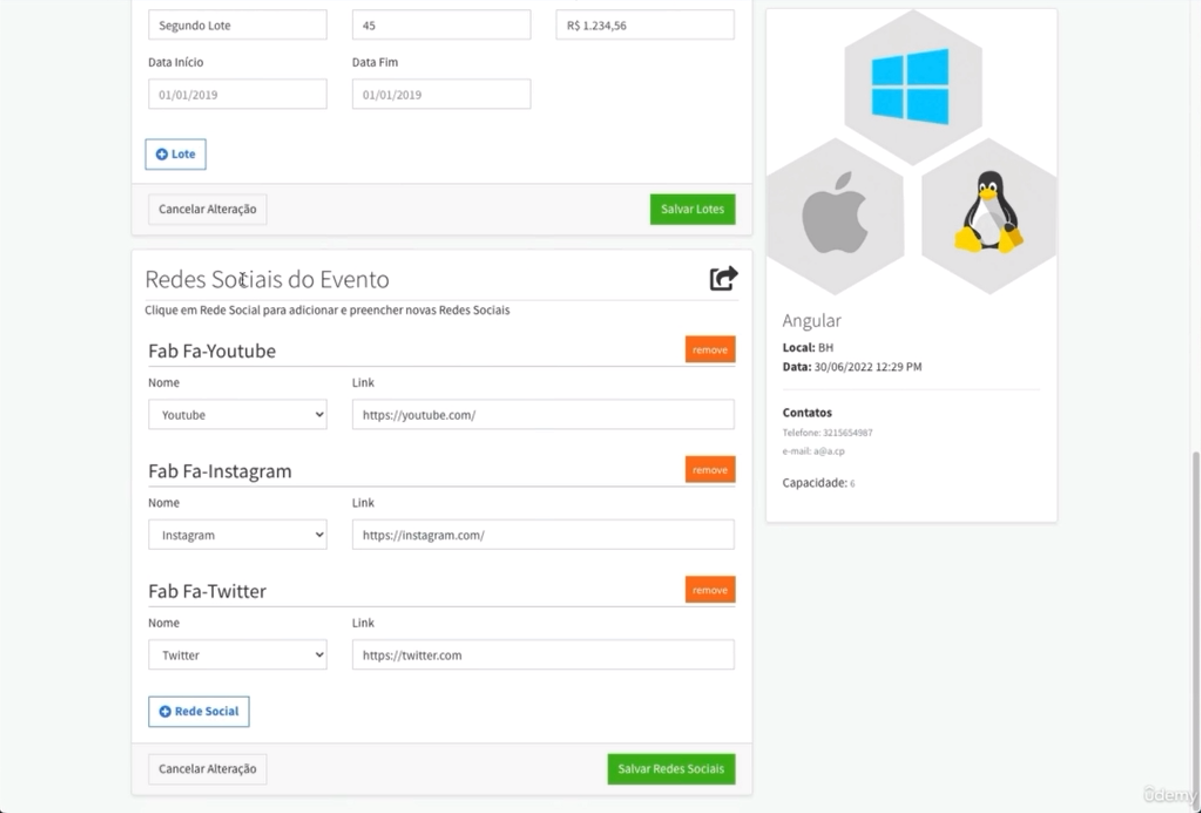 Segundo Lote 45 R$ 1.234,56
Data Início Data Fim
01/01/2019 01/01/2019
Lote
Cancelar Alteração Salvar Lotes
Redes Sociais do Evento
Clique em Rede Social para adicionar e preencher novas Redes Sociais
Fab Fa-Youtube remove
Nome Link
Youtube https://youtube.com/
Fab Fa-Instagram remove
Nome Link
Instagram https://instagram.com/
Fab Fa-Twitter remove
Nome Link
Twitter https://twitter.com
Rede Social
Cancelar Alteração Salvar Redes Sociais
Angular
Local: BH
Data: 30/06/2022 12:29 PM
Contatos
Telefone: 3215654987
e-mail: a@a.cp
Capacidade: 6
ûdemy